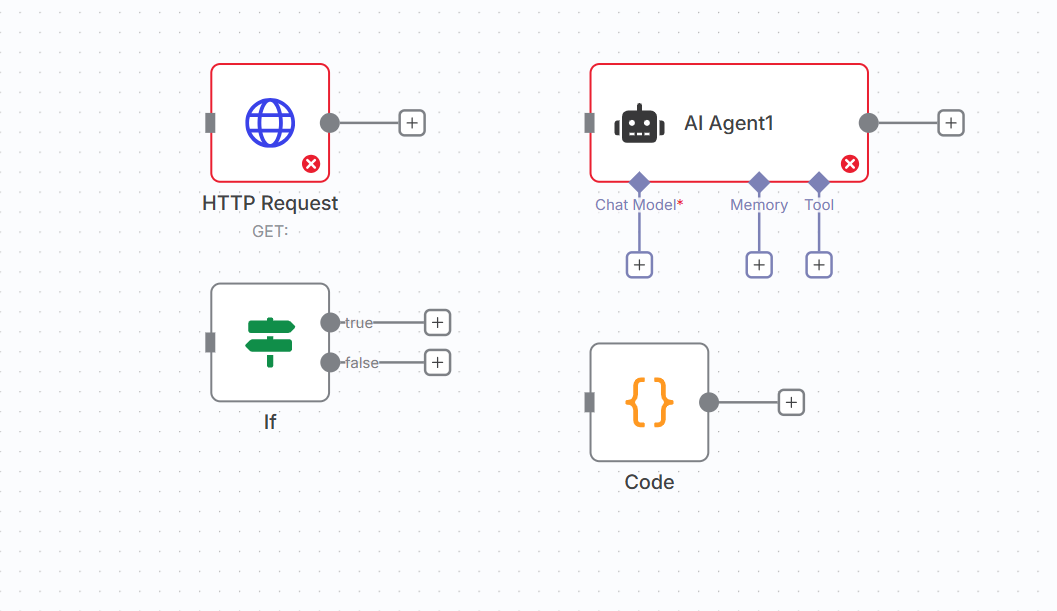 AI Agent1
HTTP Request
GET:
Chat Model*
Memory
Tool
true
false
If
Code